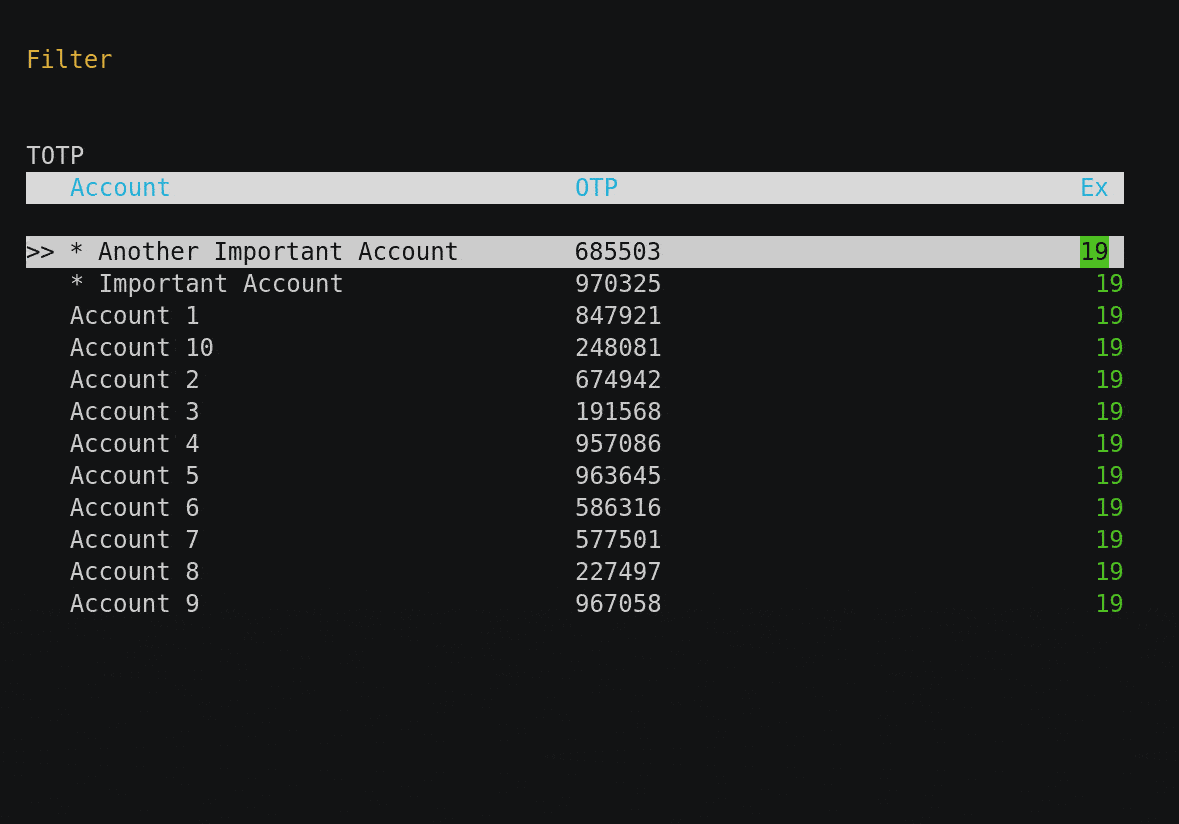 Filter
TOTP
Account OTP Ex
>> * Another Important Account 685503 19
* Important Account 970325 19
Account 1 847921 19
Account 10 248081 19
Account 2 674942 19
Account 3 191568 19
Account 4 957086 19
Account 5 963645 19
Account 6 586316 19
Account 7 577501 19
Account 8 227497 19
Account 9 967058 19